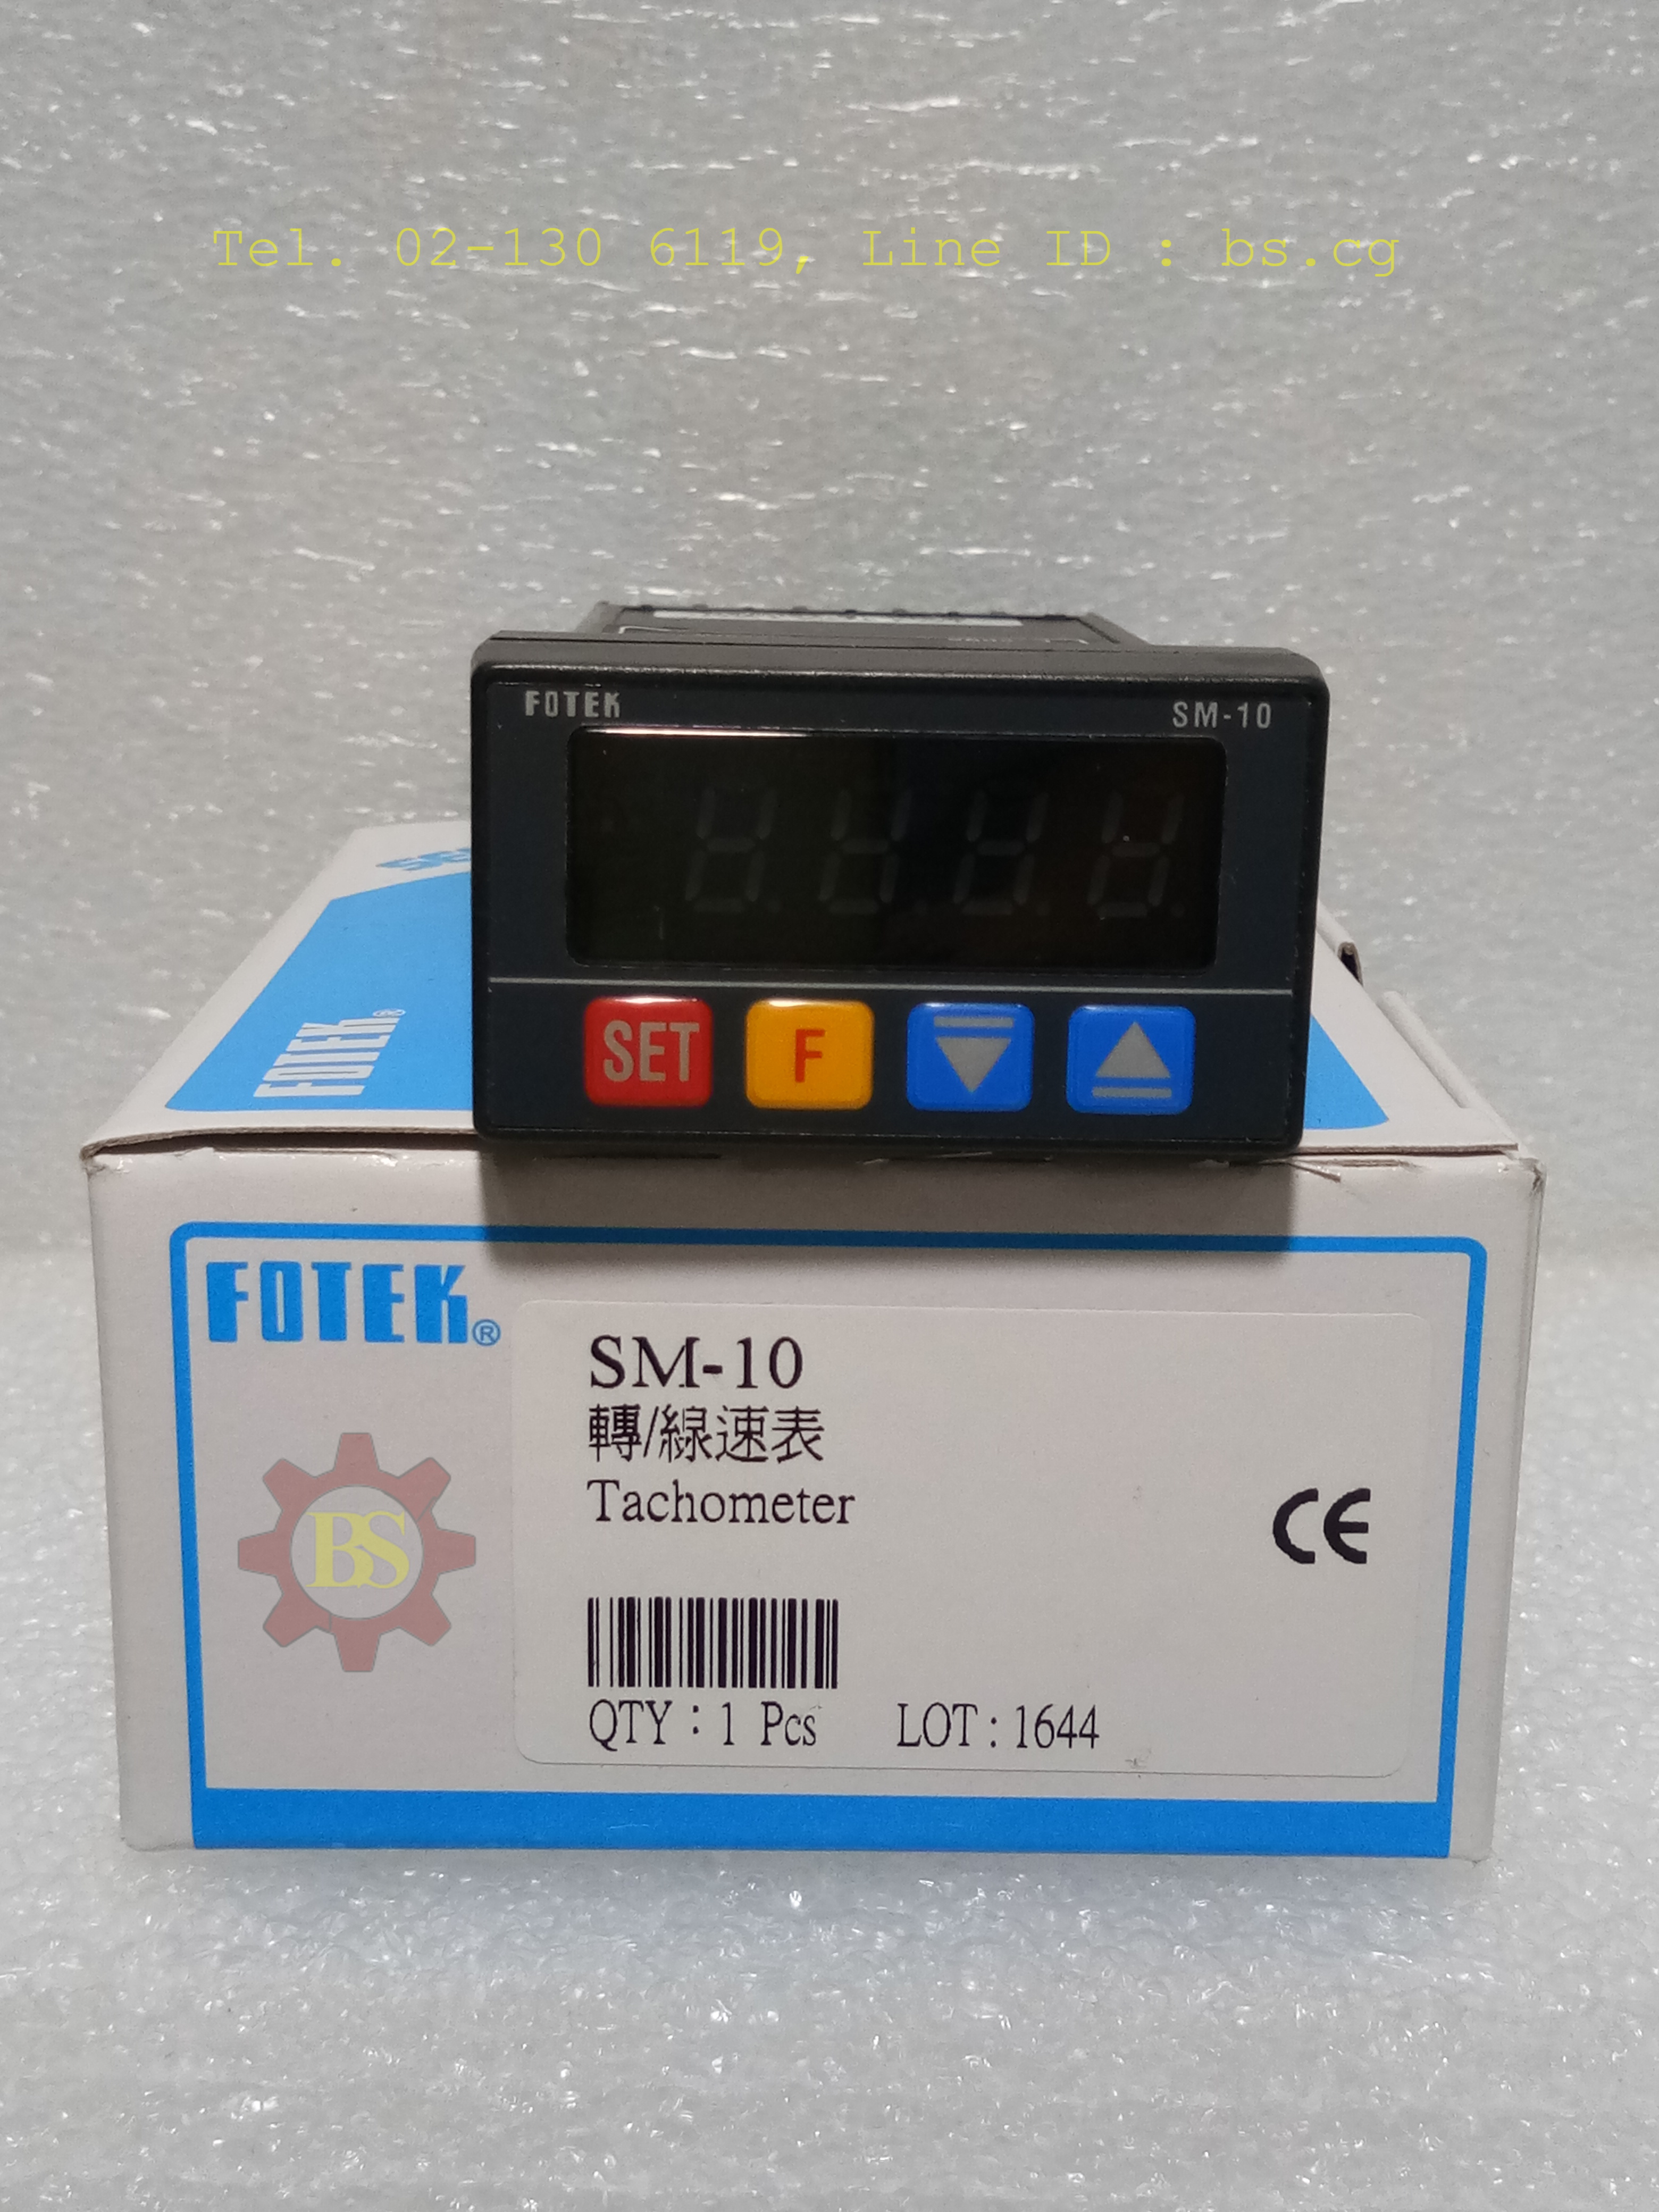 Tel. 02-130 6119, Line ID : bs.cg
FOTEK
SM-10
SET
F
FOTEK®
FOTEK®
SM-10
轉/線速表
Tachometer
CE
BS
QTY : 1 Pcs
LOT : 1644